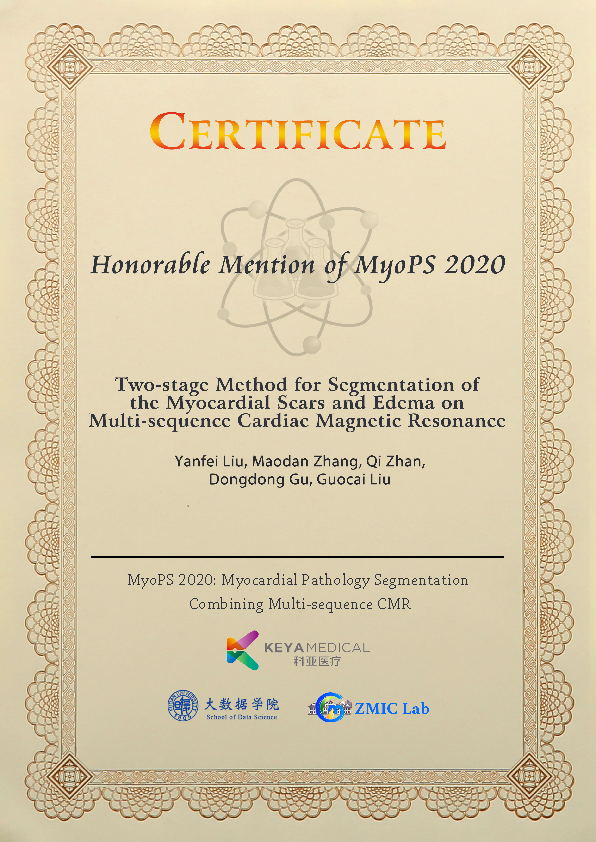 CERTIFICATE
Honorable Mention of MyoPS 2020
Two-stage Method for Segmentation of
the Myocardial Scars and Edema on
Multi-sequence Cardiac Magnetic Resonance
Yanfei Liu, Maodan Zhang, Qi Zhan,
Dongdong Gu, Guocai Liu
MyoPS 2020: Myocardial Pathology Segmentation
Combining Multi-sequence CMR
KEYA MEDICAL
科亚医疗
大数据学院
School of Data Science
ZMIC Lab